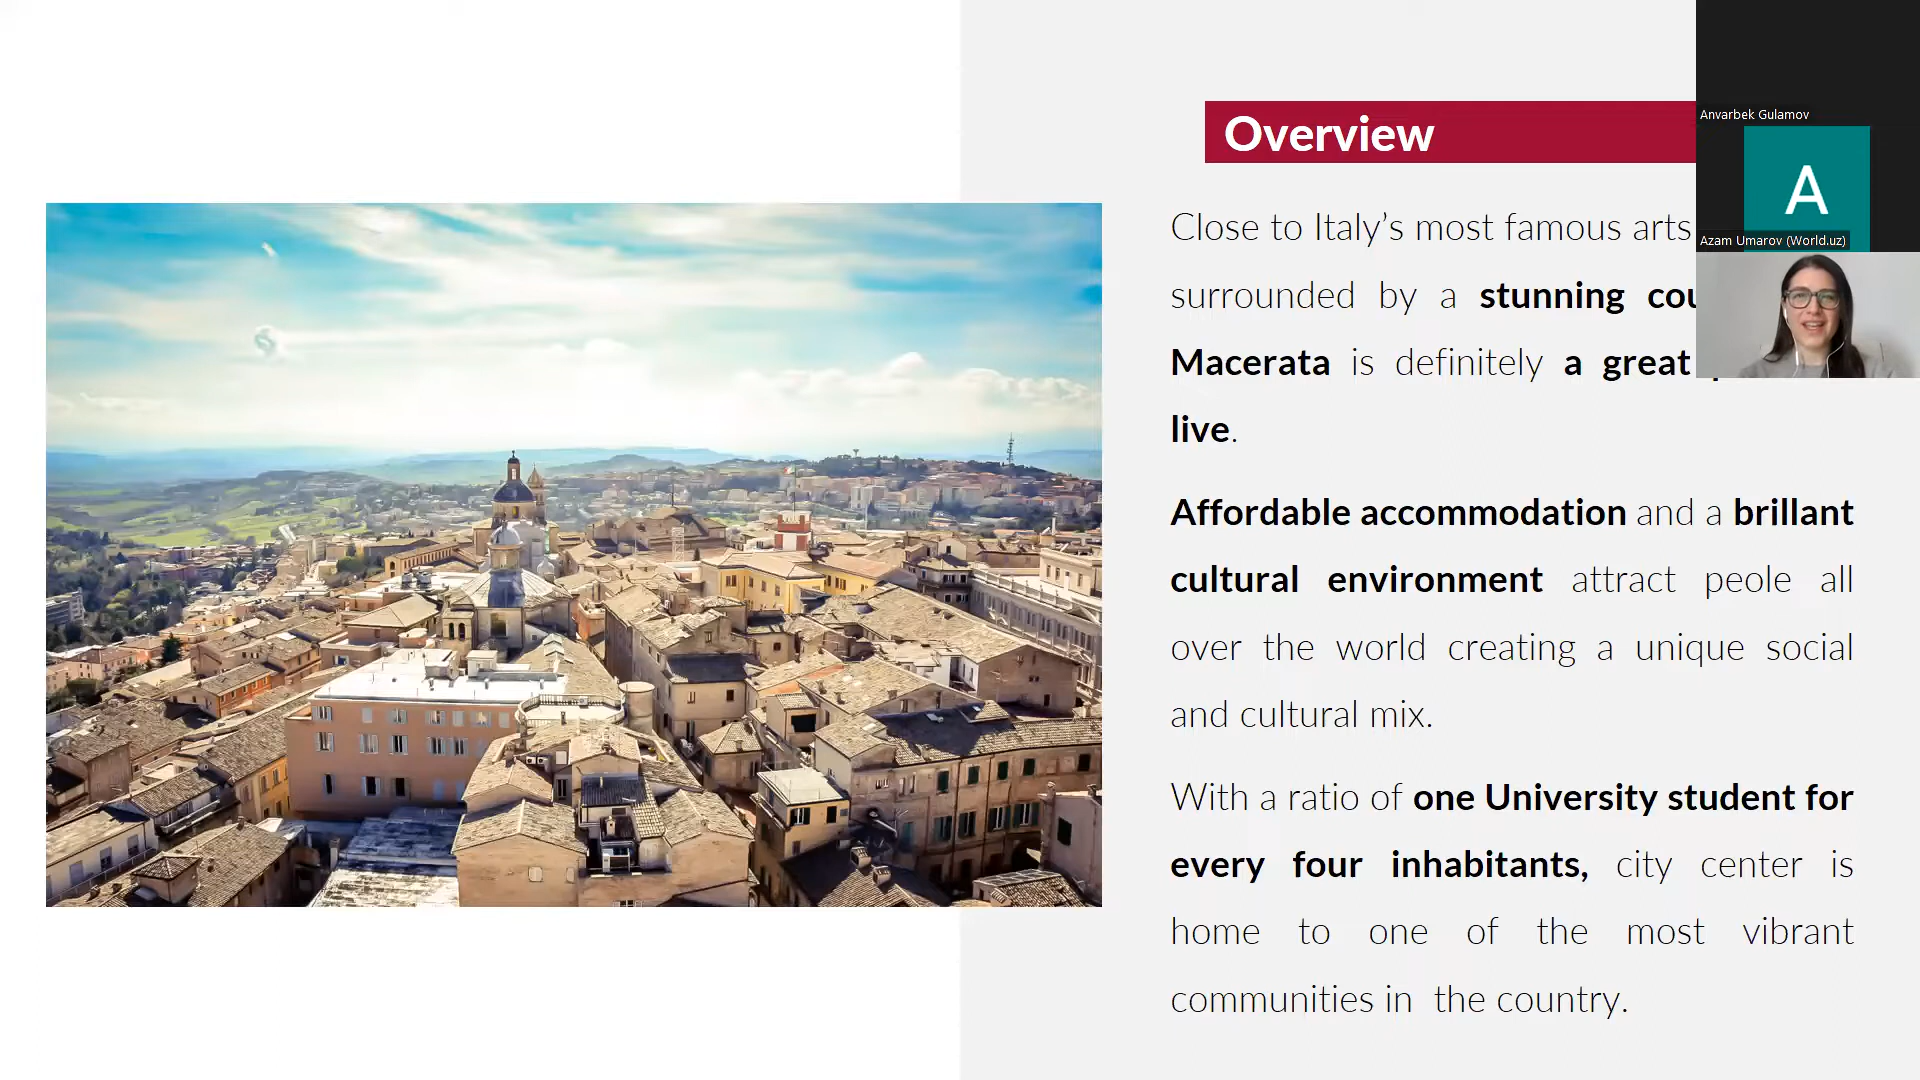 Overview
Close to Italy’s most famous arts
surrounded by a stunning
Macerata is definitely a great
live.
Affordable accommodation and a brillant
cultural environment attract peole all
over the world creating a unique social
and cultural mix.
With a ratio of one University student for
every four inhabitants, city center is
home to one of the most vibrant
communities in the country.
Anvarbek Gulamov
A
Azam Umarov (World.uz)